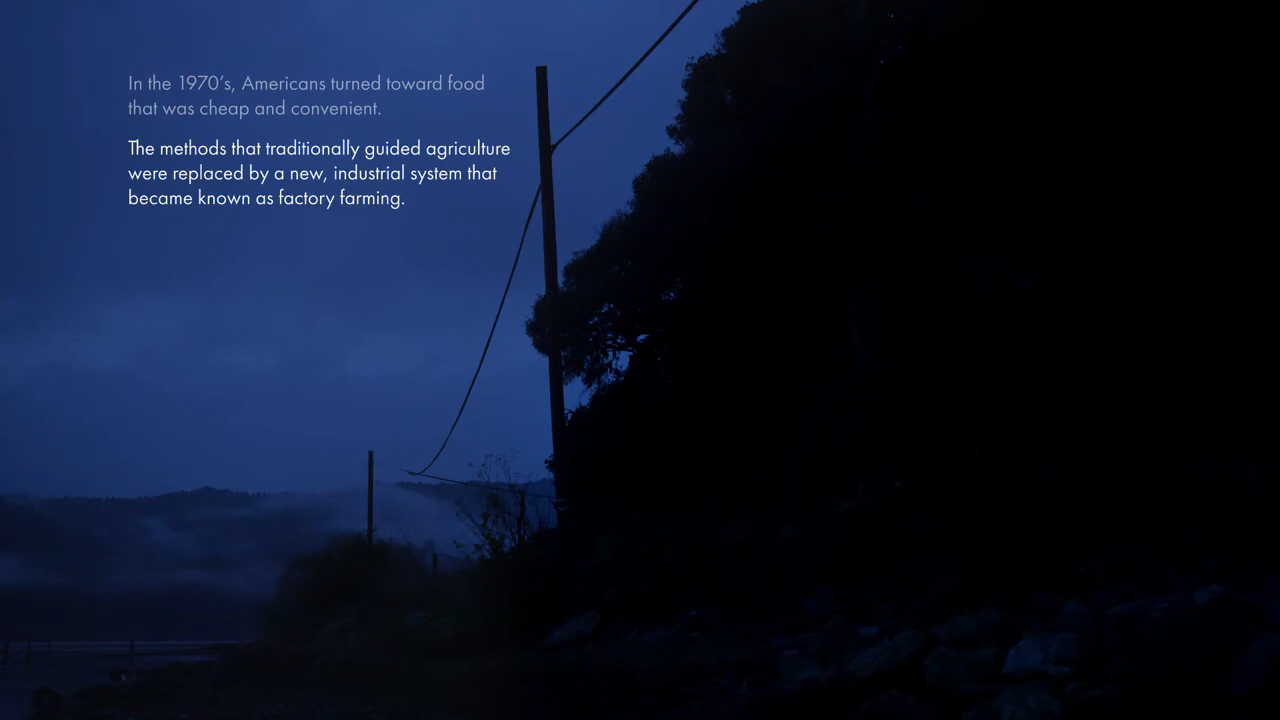 In the 1970's, Americans turned toward food
that was cheap and convenient.
The methods that traditionally guided agriculture
were replaced by a new, industrial system that
became known as factory farming.